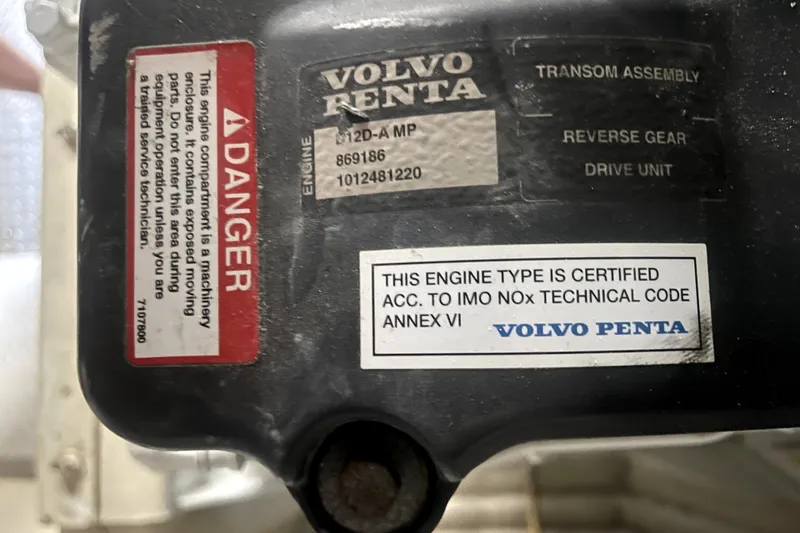 DANGER
This engine compartment is a machinery
enclosure. It contains exposed moving
parts. Do not enter this area during
equipment operation unless you are
a trained service technician.
7107800
VOLVO
PENTA
ENGINE
12D-A MP
869186
1012481220
TRANSOM ASSEMBLY
REVERSE GEAR
DRIVE UNIT
THIS ENGINE TYPE IS CERTIFIED
ACC. TO IMO NOx TECHNICAL CODE
ANNEX VI
VOLVO PENTA